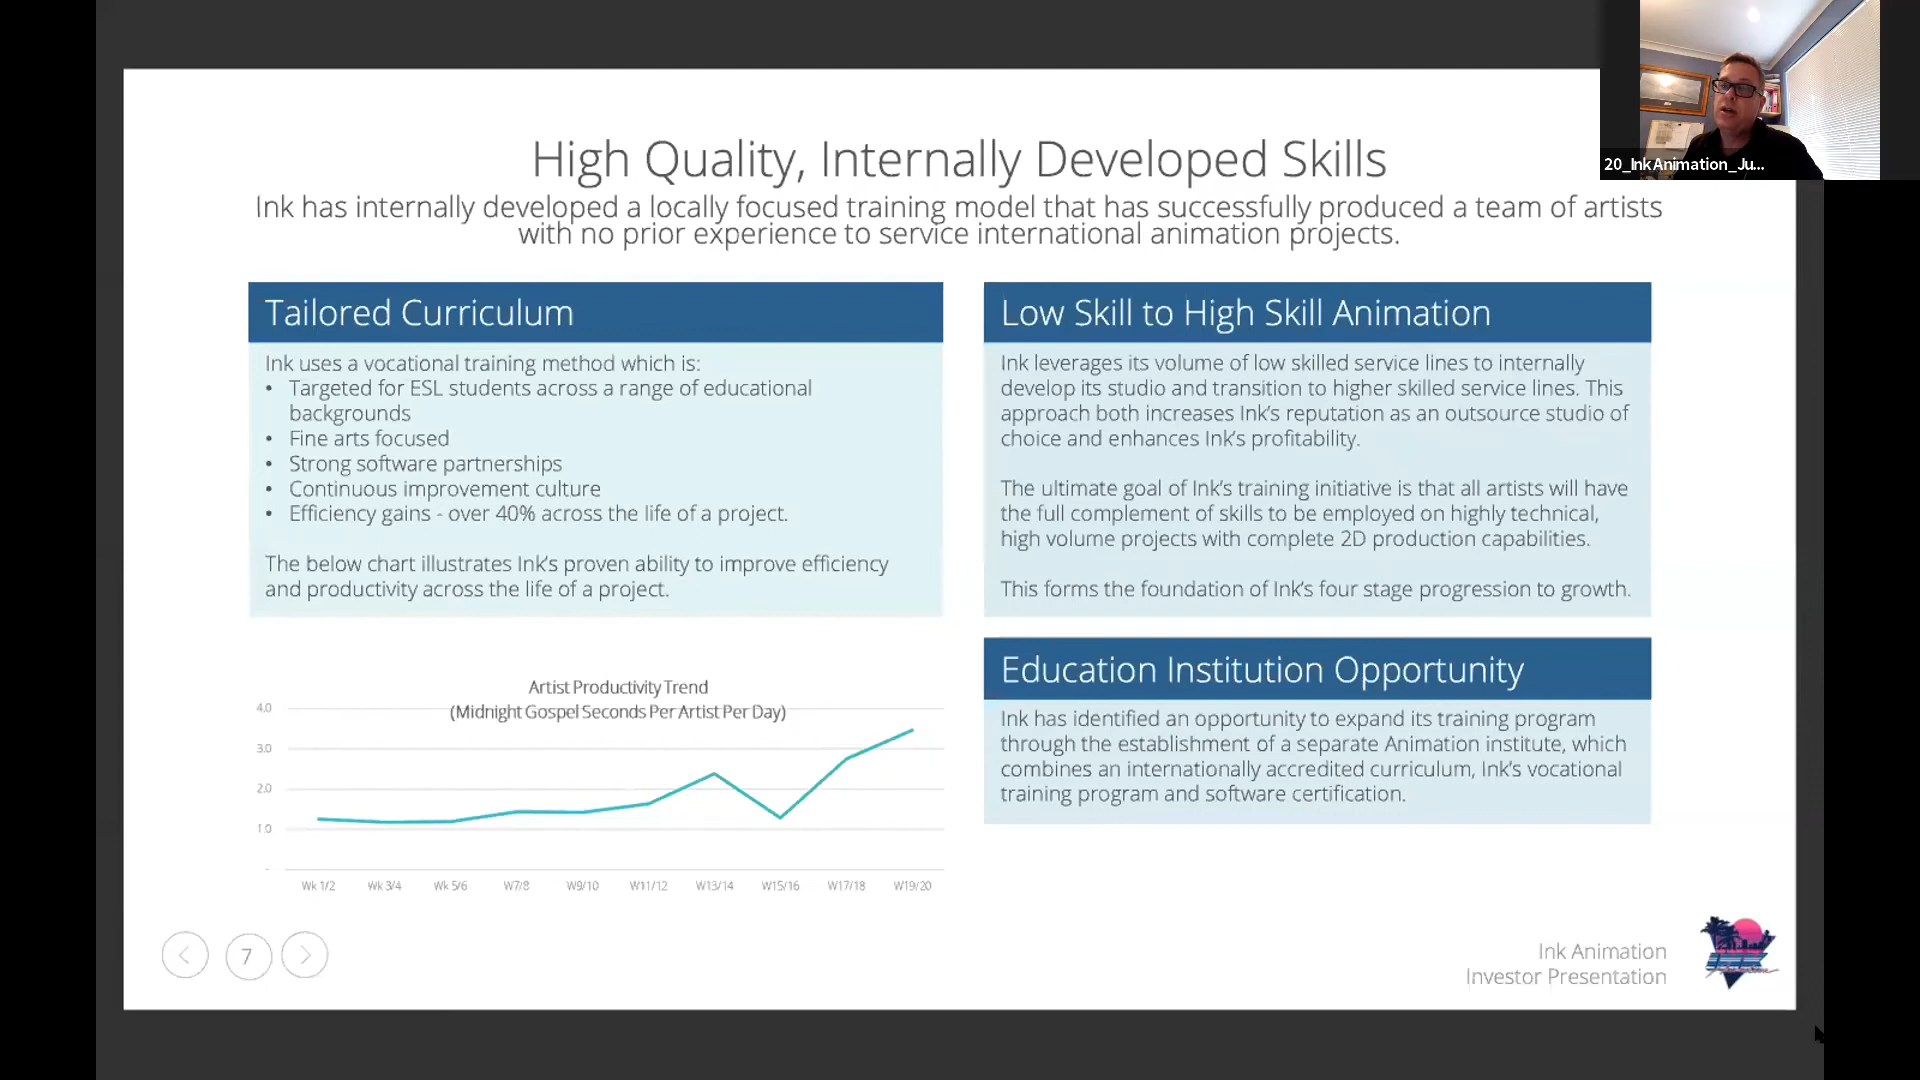 20_InkAnimation_Ju...
High Quality, Internally Developed Skills
Ink has internally developed a locally focused training model that has successfully produced a team of artists
with no prior experience to service international animation projects.
Tailored Curriculum
Ink uses a vocational training method which is:
• Targeted for ESL students across a range of educational
backgrounds
• Fine arts focused
• Strong software partnerships
• Continuous improvement culture
• Efficiency gains - over 40% across the life of a project.
The below chart illustrates Ink's proven ability to improve efficiency
and productivity across the life of a project.
Artist Productivity Trend
(Midnight Gospel Seconds Per Artist Per Day)
4.0
3.0
2.0
1.0
-
Wk 1/2 Wk 3/4 Wk 5/6 W7/8 W9/10 W11/12 W13/14 W15/16 W17/18 W19/20
Low Skill to High Skill Animation
Ink leverages its volume of low skilled service lines to internally
develop its studio and transition to higher skilled service lines. This
approach both increases Ink's reputation as an outsource studio of
choice and enhances Ink's profitability.
The ultimate goal of Ink's training initiative is that all artists will have
the full complement of skills to be employed on highly technical,
high volume projects with complete 2D production capabilities.
This forms the foundation of Ink's four stage progression to growth.
Education Institution Opportunity
Ink has identified an opportunity to expand its training program
through the establishment of a separate Animation institute, which
combines an internationally accredited curriculum, Ink's vocational
training program and software certification.
7
Ink Animation
Investor Presentation